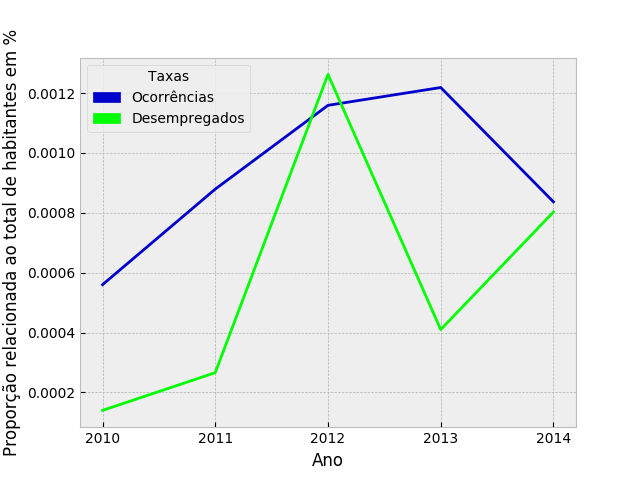 Proporção relacionada ao total de habitantes em %
Taxas
Ocorrências
Desempregados
0.0012
0.0010
0.0008
0.0006
0.0004
0.0002
2010 2011 2012 2013 2014
Ano